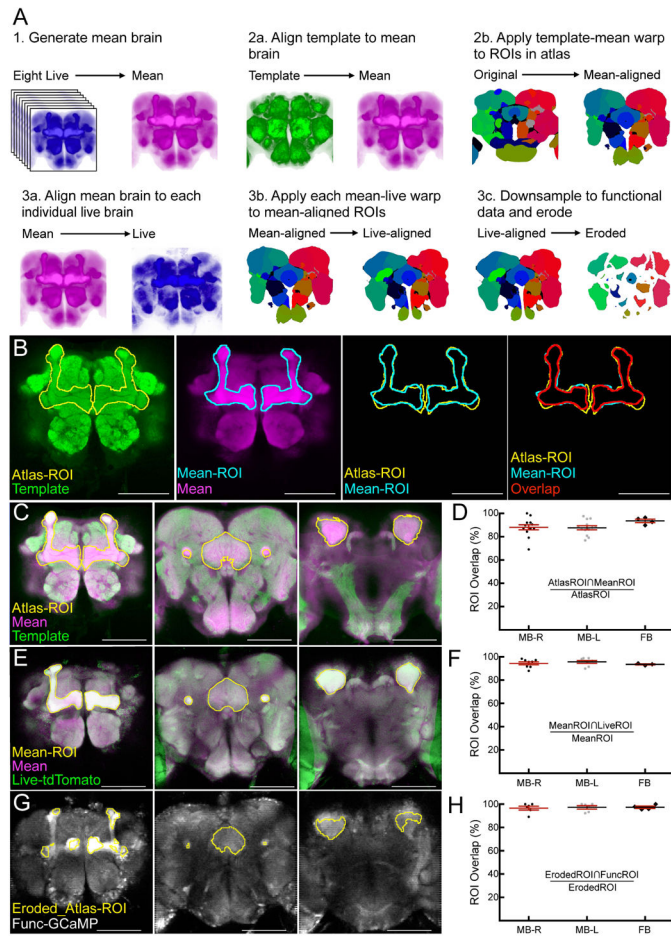 A
1. Generate mean brain
Eight Live
Mean
2a. Align template to mean
brain
Template
Mean
2b. Apply template-mean warp
to ROIs in atlas
Original
Mean-aligned
3a. Align mean brain to each
individual live brain
Mean
Live
3b. Apply each mean-live warp
to mean-aligned ROIs
Mean-aligned
Live-aligned
3c. Downsample to functional
data and erode
Live-aligned
Eroded
B
Atlas-ROI
Template
Mean-ROI
Mean
Atlas-ROI
Mean-ROI
Atlas-ROI
Mean-ROI
Overlap
C
Atlas-ROI
Mean
Template
D
ROI Overlap (%)
100
80
60
40
20
AtlasROI∩MeanROI
AtlasROI
MB-R
MB-L
FB
E
Mean-ROI
Mean
Live-tdTomato
F
ROI Overlap (%)
100
80
60
40
20
MeanROI∩LiveROI
MeanROI
MB-R
MB-L
FB
G
Eroded_Atlas-ROI
Func-GCaMP
H
ROI Overlap (%)
100
80
60
40
20
ErodedROI∩FuncROI
ErodedROI
MB-R
MB-L
FB